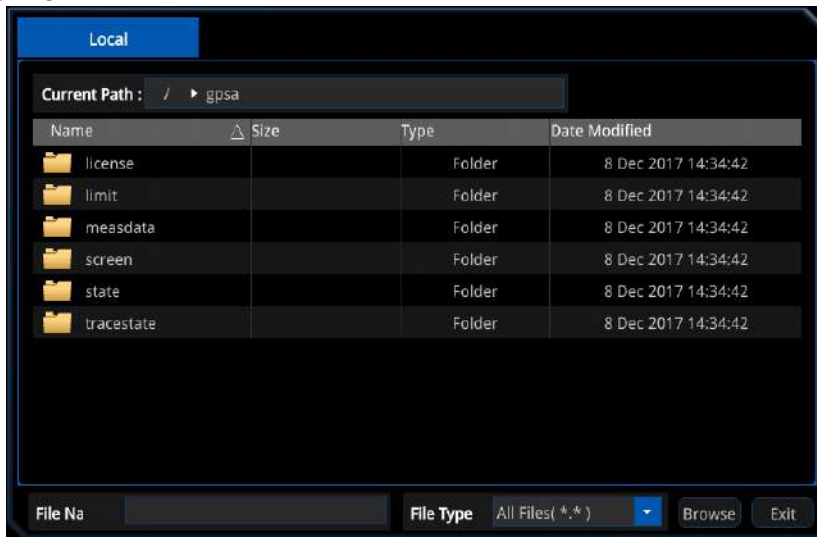 Local
Current Path : / gpsa
Name Size Type Date Modified
license Folder 8 Dec 2017 14:34:42
limit Folder 8 Dec 2017 14:34:42
measdata Folder 8 Dec 2017 14:34:42
screen Folder 8 Dec 2017 14:34:42
state Folder 8 Dec 2017 14:34:42
tracestate Folder 8 Dec 2017 14:34:42
File Na File Type All Files( *.* ) Browse Exit